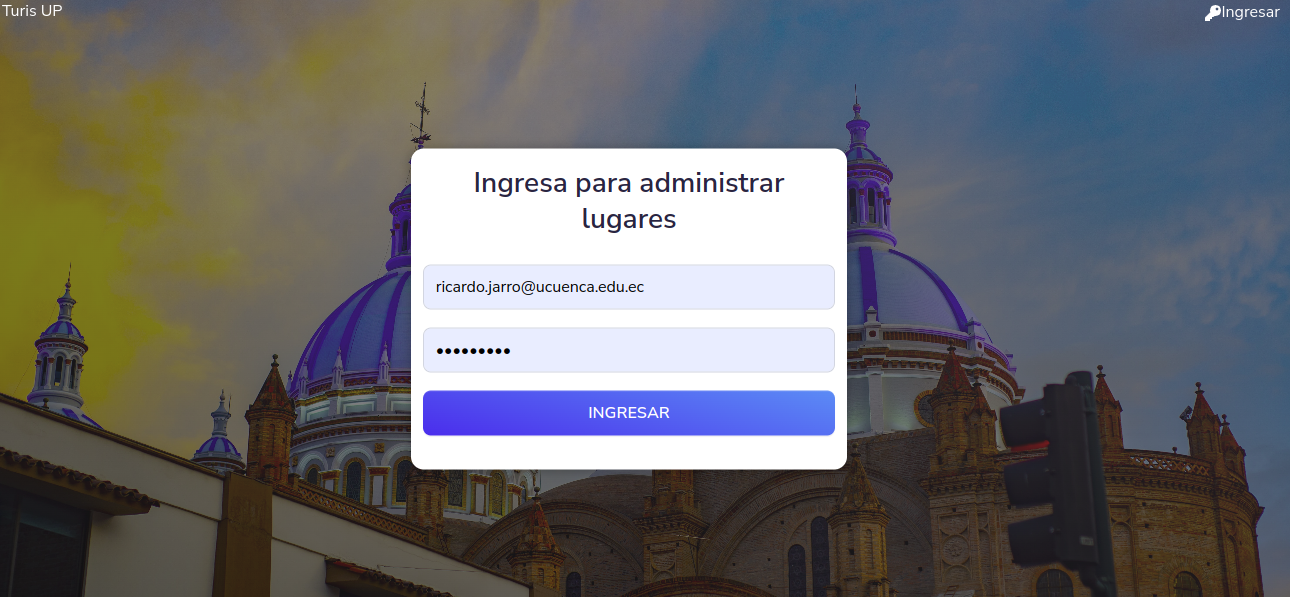 Turis UP
Ingresar
Ingresa para administrar
lugares
ricardo.jarro@ucuenca.edu.ec
•••••••••
INGRESAR